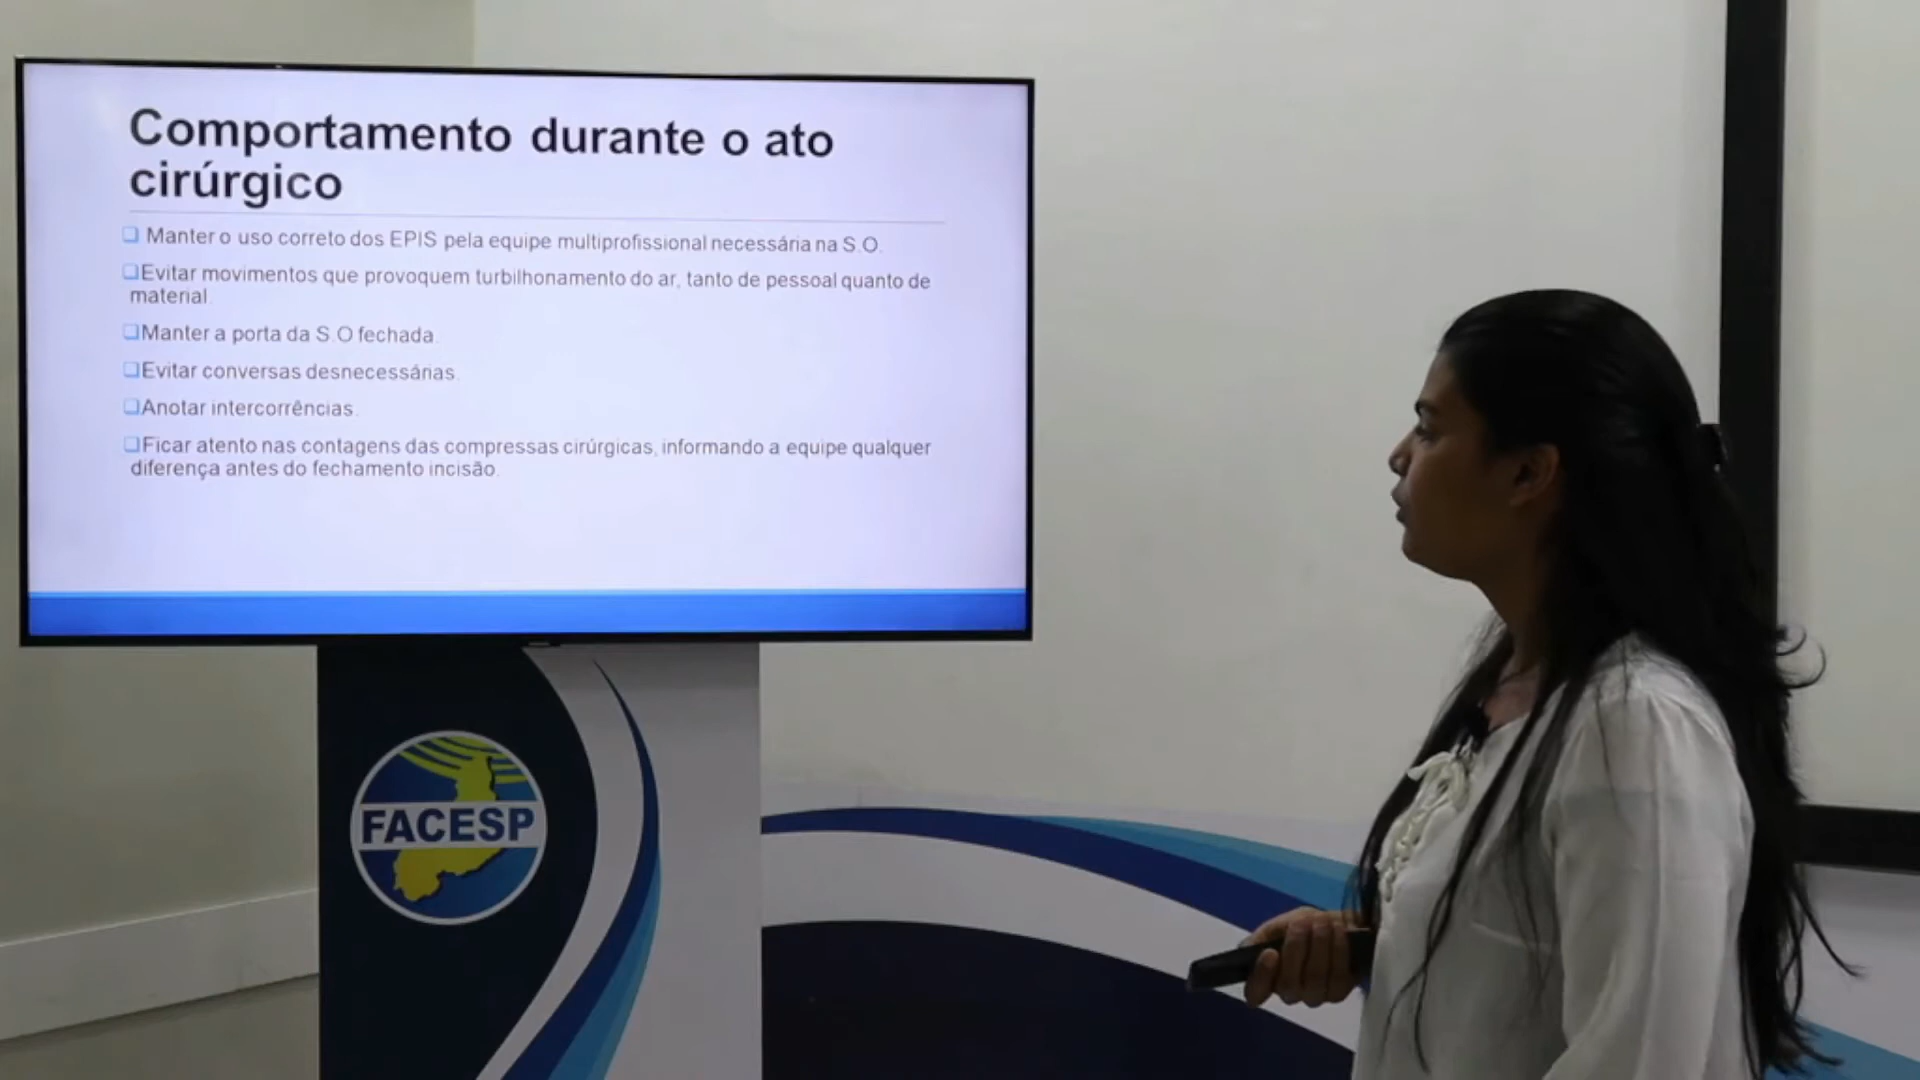 Comportamento durante o ato
cirúrgico
Manter o uso correto dos EPIS pela equipe multiprofissional necessária na S.O.
Evitar movimentos que provoquem turbilhonamento do ar, tanto de pessoal quanto de
material.
Manter a porta da S.O fechada.
Evitar conversas desnecessárias.
Anotar intercorrências.
Ficar atento nas contagens das compressas cirúrgicas, informando a equipe qualquer
diferença antes do fechamento incisão.
FACESP